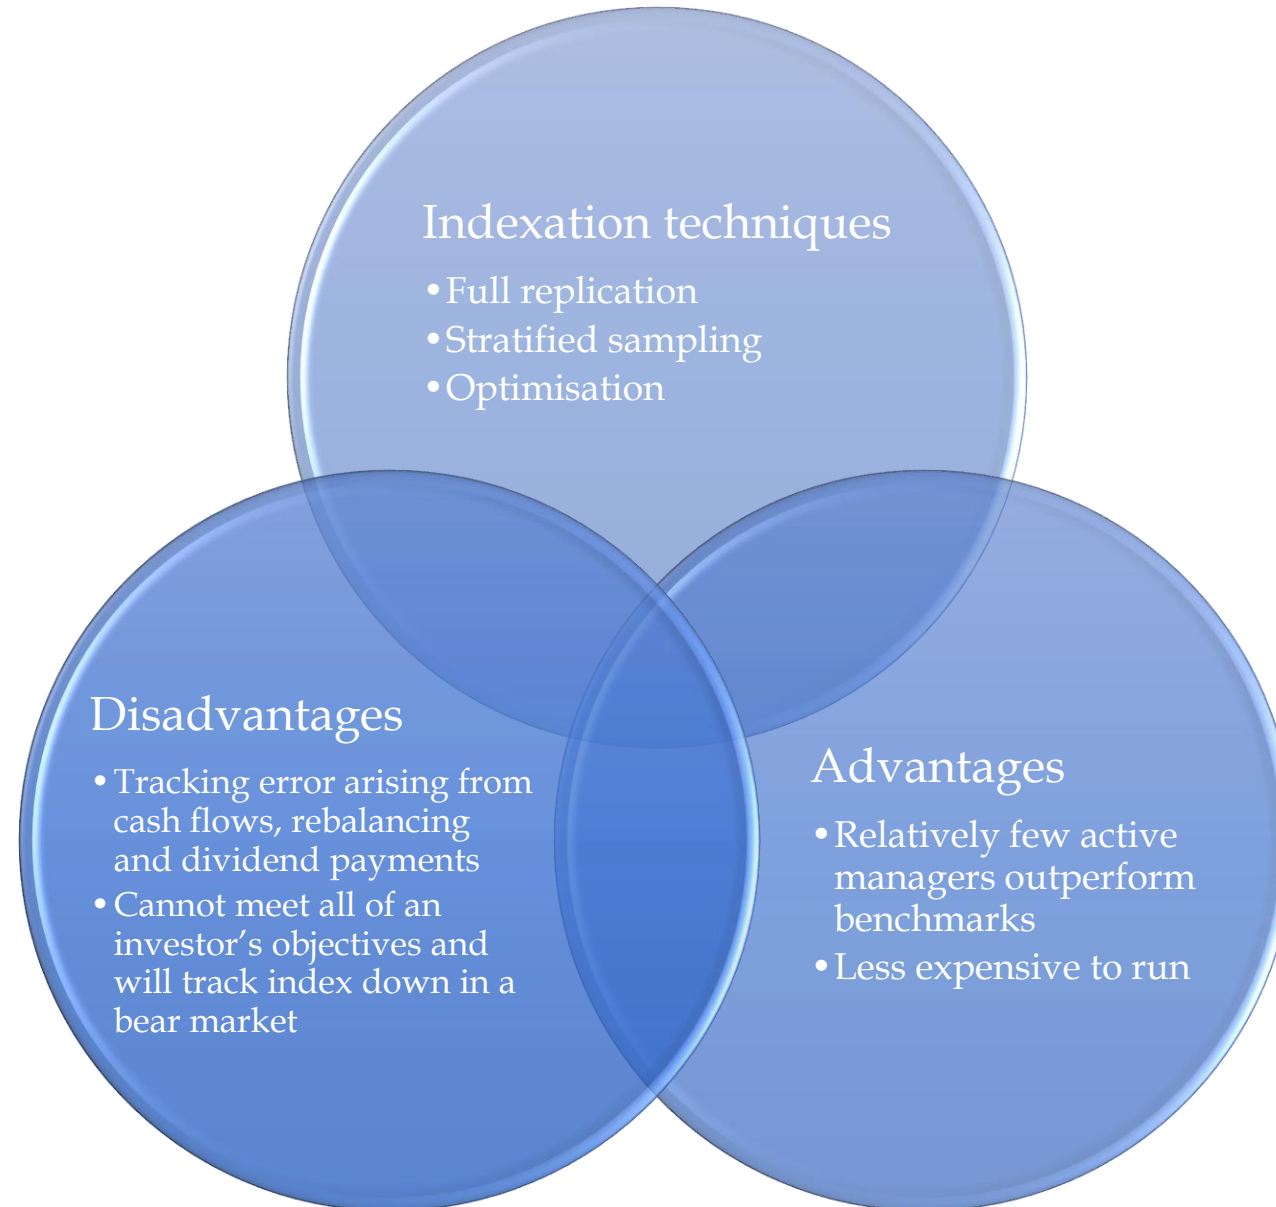 Indexation techniques
•Full replication
•Stratified sampling
•Optimisation
Disadvantages
•Tracking error arising from
cash flows, rebalancing
and dividend payments
•Cannot meet all of an
investor’s objectives and
will track index down in a
bear market
Advantages
•Relatively few active
managers outperform
benchmarks
•Less expensive to run